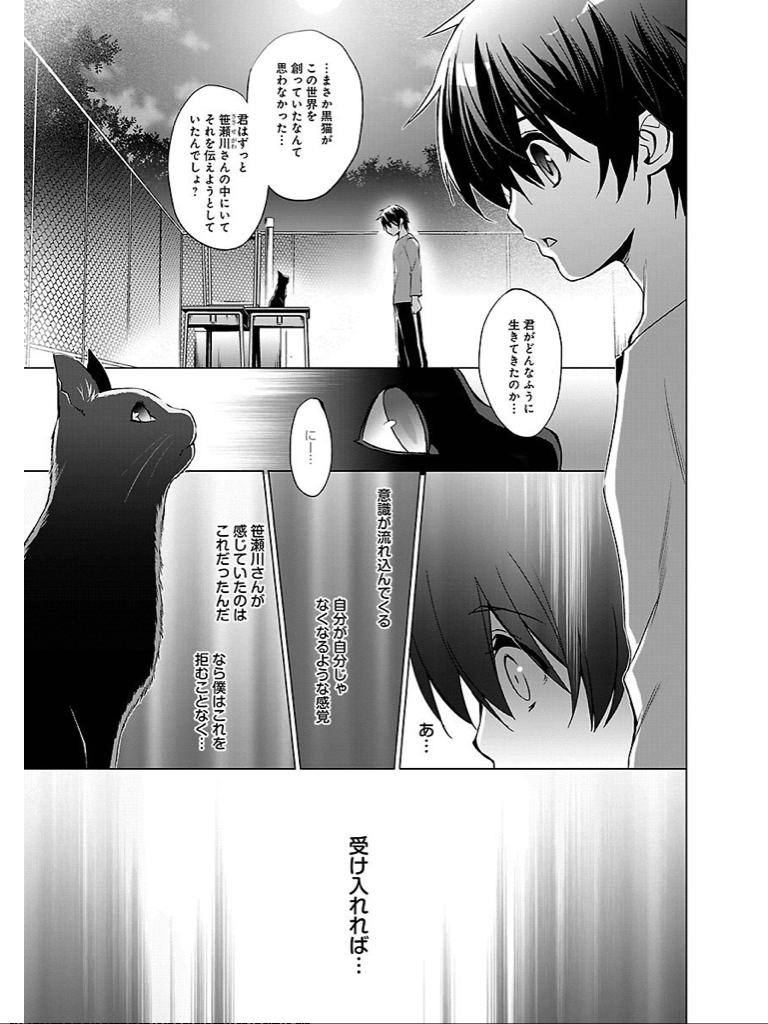 …まさか黒猫が
この世界を
創っていたなんて
思わなかった…
君はずっと
笹瀬川さんの中にいて
それを伝えようとして
いたんでしょ？
君がどんなふうに
生きてきたのか…
にー…
あ…
意識が流れ込んでくる
自分が自分じゃ
なくなるような感覚
笹瀬川さんが
感じていたのは
これだったんだ
なら僕はこれを
拒むことなく…
受け入れれば…